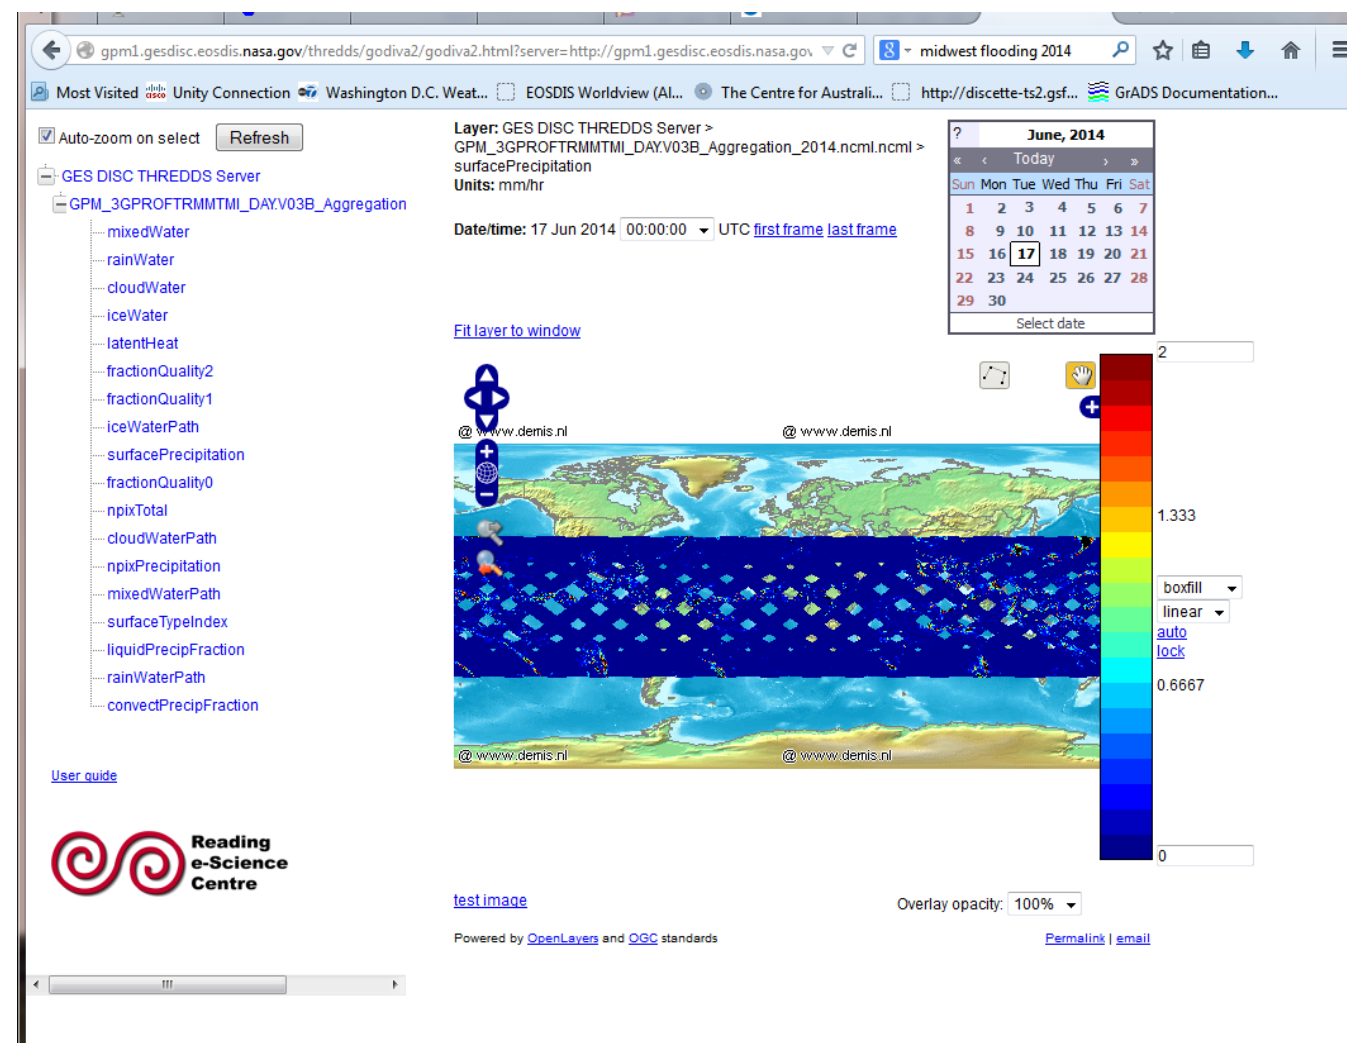 gpm1.gesdisc.eosdis.nasa.gov/thredds/godiva2/godiva2.html?server=http://gpm1.gesdisc.eosdis.nasa.gov
midwest flooding 2014
Most Visited Unity Connection Washington D.C. Weat... EOSDIS Worldview (Al... The Centre for Australi... http://discette-ts2.gsf... GrADS Documentation...
Auto-zoom on select Refresh
GES DISC THREDDS Server
GPM_3GPROFTRMMTMI_DAY.V03B_Aggregation
mixedWater
rainWater
cloudWater
iceWater
latentHeat
fractionQuality2
fractionQuality1
iceWaterPath
surfacePrecipitation
fractionQuality0
npixTotal
cloudWaterPath
npixPrecipitation
mixedWaterPath
surfaceTypeIndex
liquidPrecipFraction
rainWaterPath
convectPrecipFraction
User guide
Reading
e-Science
Centre
Layer: GES DISC THREDDS Server >
GPM_3GPROFTRMMTMI_DAY.V03B_Aggregation_2014.ncml.ncml >
surfacePrecipitation
Units: mm/hr
Date/time: 17 Jun 2014 00:00:00 UTC first frame last frame
Fit layer to window
? June, 2014
« ‹ Today › »
Sun Mon Tue Wed Thu Fri Sat
1 2 3 4 5 6 7
8 9 10 11 12 13 14
15 16 17 18 19 20 21
22 23 24 25 26 27 28
29 30
Select date
@ www.demis.nl @ www.demis.nl
@ www.demis.nl @ www.demis.nl
2
1.333
boxfill
linear
auto
lock
0.6667
0
test image
Overlay opacity: 100%
Powered by OpenLayers and OGC standards
Permalink | email